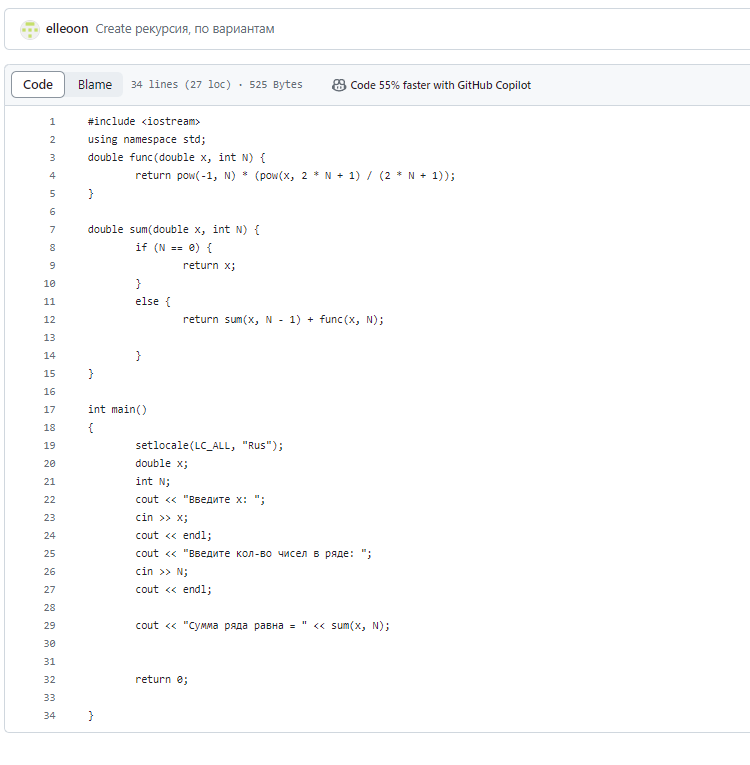 elleoon Create рекурсия, по вариантам
Code Blame 34 lines (27 loc) · 525 Bytes Code 55% faster with GitHub Copilot
1 #include <iostream>
2 using namespace std;
3 double func(double x, int N) {
4 return pow(-1, N) * (pow(x, 2 * N + 1) / (2 * N + 1));
5 }
6
7 double sum(double x, int N) {
8 if (N == 0) {
9 return x;
10 }
11 else {
12 return sum(x, N - 1) + func(x, N);
13
14 }
15 }
16
17 int main()
18 {
19 setlocale(LC_ALL, "Rus");
20 double x;
21 int N;
22 cout << "Введите x: ";
23 cin >> x;
24 cout << endl;
25 cout << "Введите кол-во чисел в ряде: ";
26 cin >> N;
27 cout << endl;
28
29 cout << "Сумма ряда равна = " << sum(x, N);
30
31
32 return 0;
33
34 }